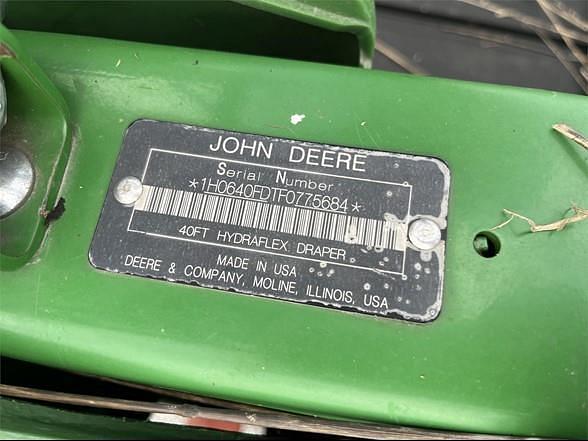 JOHN DEERE
Serial Number
*1H0640FDTF0775684*
40FT HYDRAFLEX DRAPER
MADE IN USA
DEERE & COMPANY, MOLINE, ILLINOIS, USA